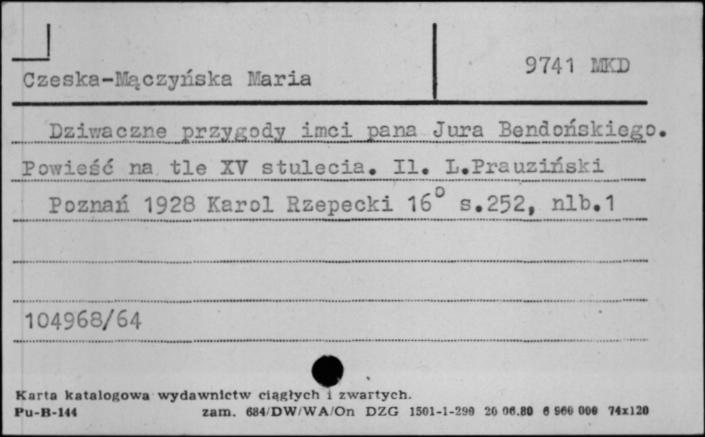 9741 MKD
Czeska-Mączyńska Maria
Dziwaczne przygody imci pana Jura Bendońskiego.
Powieść na tle XV stulecia. Il. L.Prauziński
Poznań 1928 Karol Rzepecki 16° s.252, nlb.1
104968/64
Karta katalogowa wydawnictw ciągłych i zwartych.
Pu-B-144 zam. 684/DW/WA/On DZG 1501-1-290 20 06.80 6 960 000 74x120